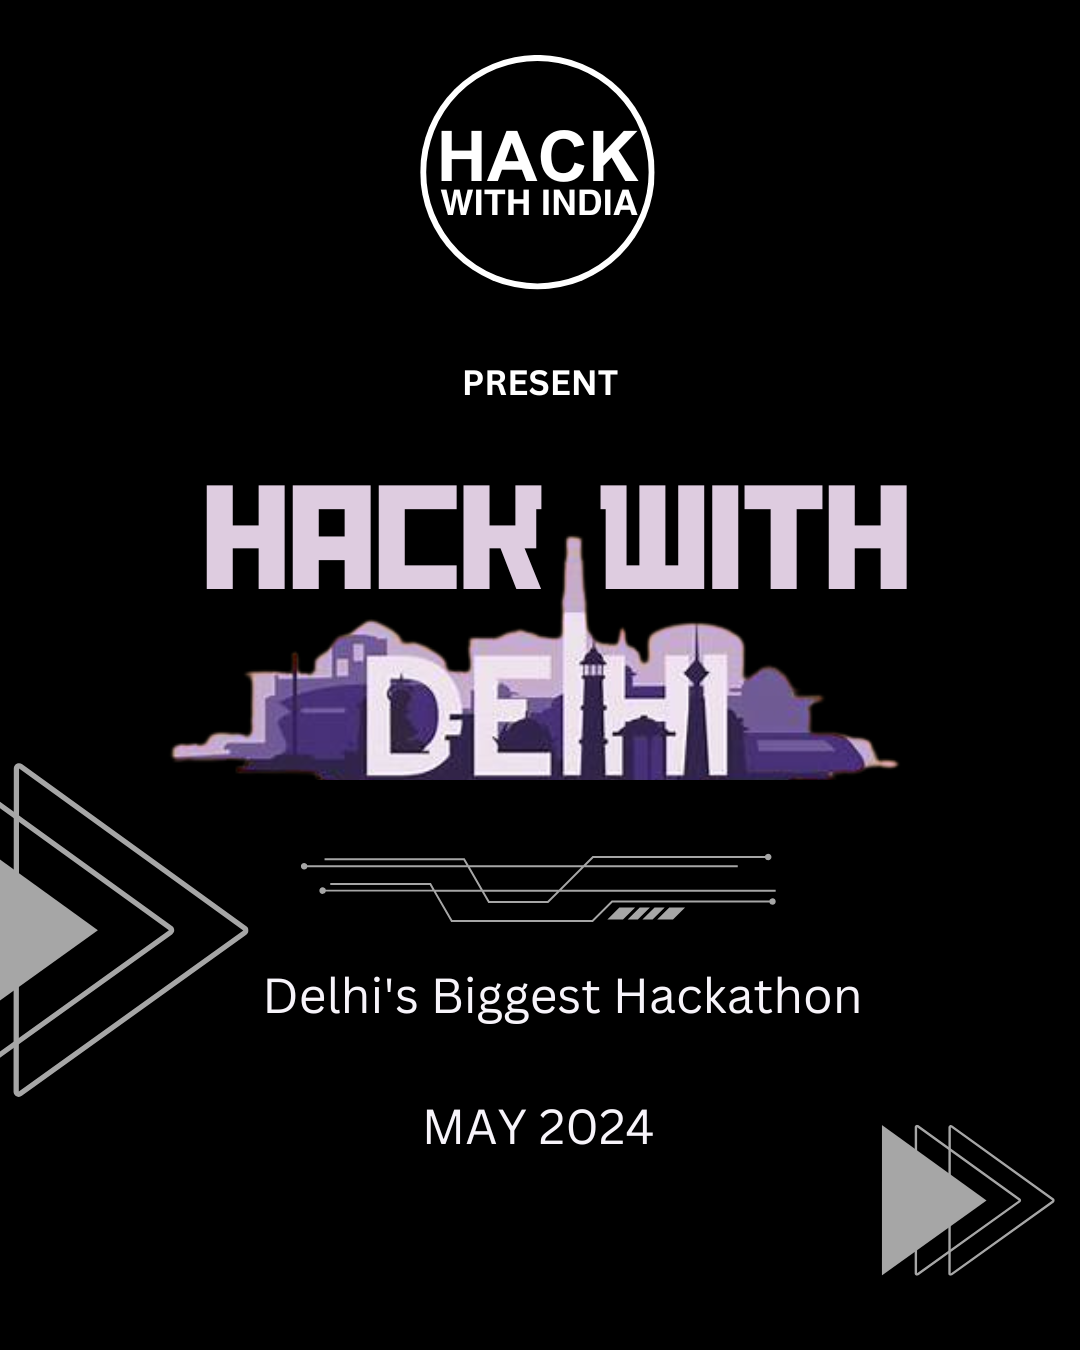 HACK
WITH INDIA
PRESENT
HACK WITH
DELHI
Delhi's Biggest Hackathon
MAY 2024